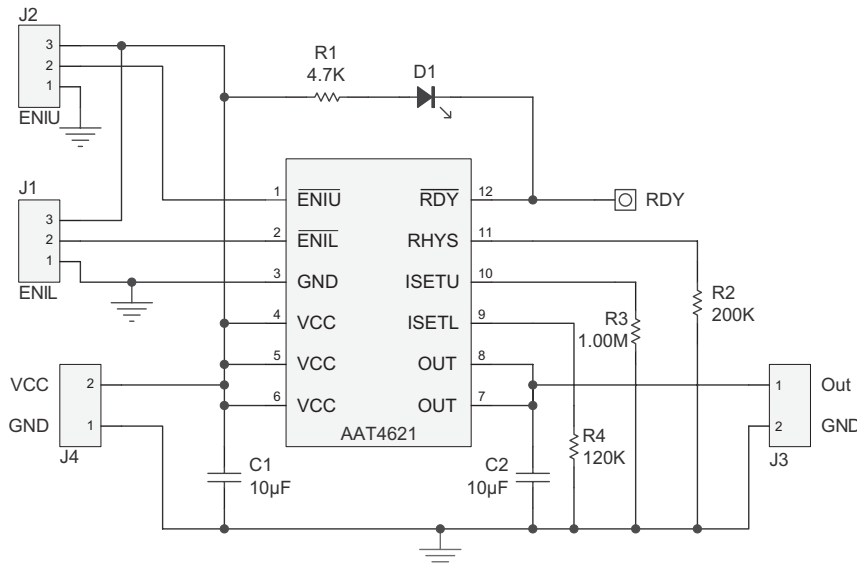 J2
3
2
1
ENIU
R1
4.7K
D1
J1
3
2
1
ENIL
1
2
3
4
5
6
ENIU
ENIL
GND
VCC
VCC
VCC
RDY
RHYS
ISETU
ISETL
OUT
OUT
12
11
10
9
8
7
AAT4621
RDY
R2
200K
R3
1.00M
R4
120K
VCC
GND
2
1
J4
C1
10µF
C2
10µF
1
2
Out
GND
J3